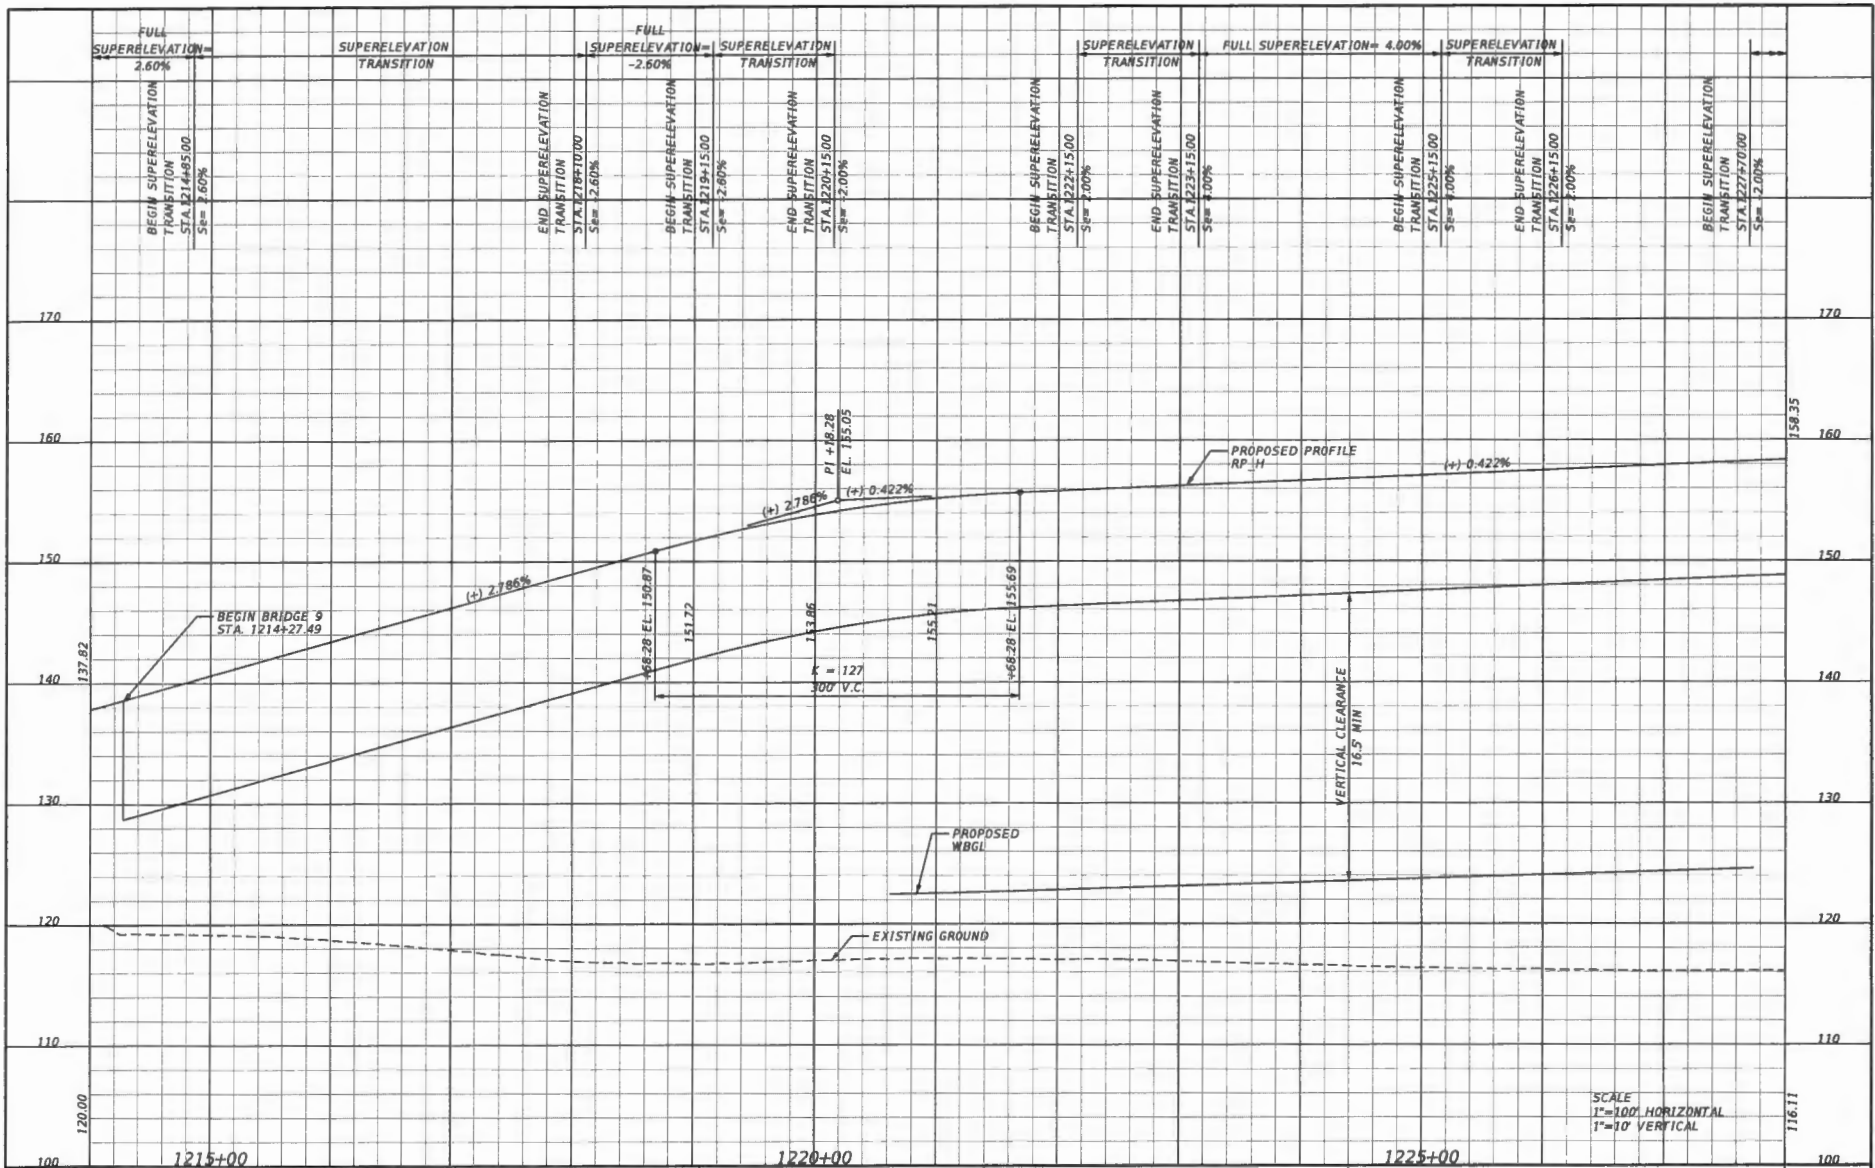 FULL
SUPERELEVATION=
2.60%
SUPERELEVATION
TRANSITION
FULL
SUPERELEVATION=
-2.60%
SUPERELEVATION
TRANSITION
SUPERELEVATION
TRANSITION
FULL SUPERELEVATION= 4.00%
SUPERELEVATION
TRANSITION
BEGIN SUPERELEVATION
TRANSITION
STA.1214+85.00
Se= 2.60%
END SUPERELEVATION
TRANSITION
STA.1218+10.00
Se= -2.60%
BEGIN SUPERELEVATION
TRANSITION
STA.1219+15.00
Se= -2.60%
END SUPERELEVATION
TRANSITION
STA.1220+15.00
Se= -2.00%
BEGIN SUPERELEVATION
TRANSITION
STA.1222+15.00
Se= 2.00%
END SUPERELEVATION
TRANSITION
STA.1223+15.00
Se= 4.00%
BEGIN SUPERELEVATION
TRANSITION
STA.1225+15.00
Se= 4.00%
END SUPERELEVATION
TRANSITION
STA.1226+15.00
Se= 2.00%
BEGIN SUPERELEVATION
TRANSITION
STA.1227+70.00
Se= -2.00%
170
170
160
160
158.35
PI +18.28
EL. 155.05
PROPOSED PROFILE
RP_H
(+) 2.786%
(+) 0.422%
(+) 0.422%
150
150
(+) 2.786%
BEGIN BRIDGE 9
STA. 1214+27.49
+68.28 EL. 150.87
151.72
153.86
155.21
+68.28 EL. 155.69
137.82
140
140
K = 127
300' V.C.
VERTICAL CLEARANCE
16.5' MIN
130
130
PROPOSED
WBGL
120
120
EXISTING GROUND
110
110
120.00
116.11
SCALE
1"=100' HORIZONTAL
1"=10' VERTICAL
100
1215+00
1220+00
1225+00
100